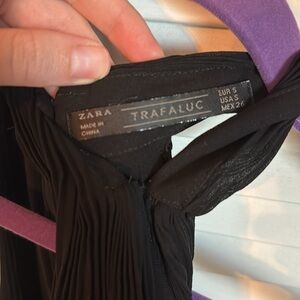 ZARA
MADE IN
CHINA
TRAFALUC
EUR S
USA S
MEX 26